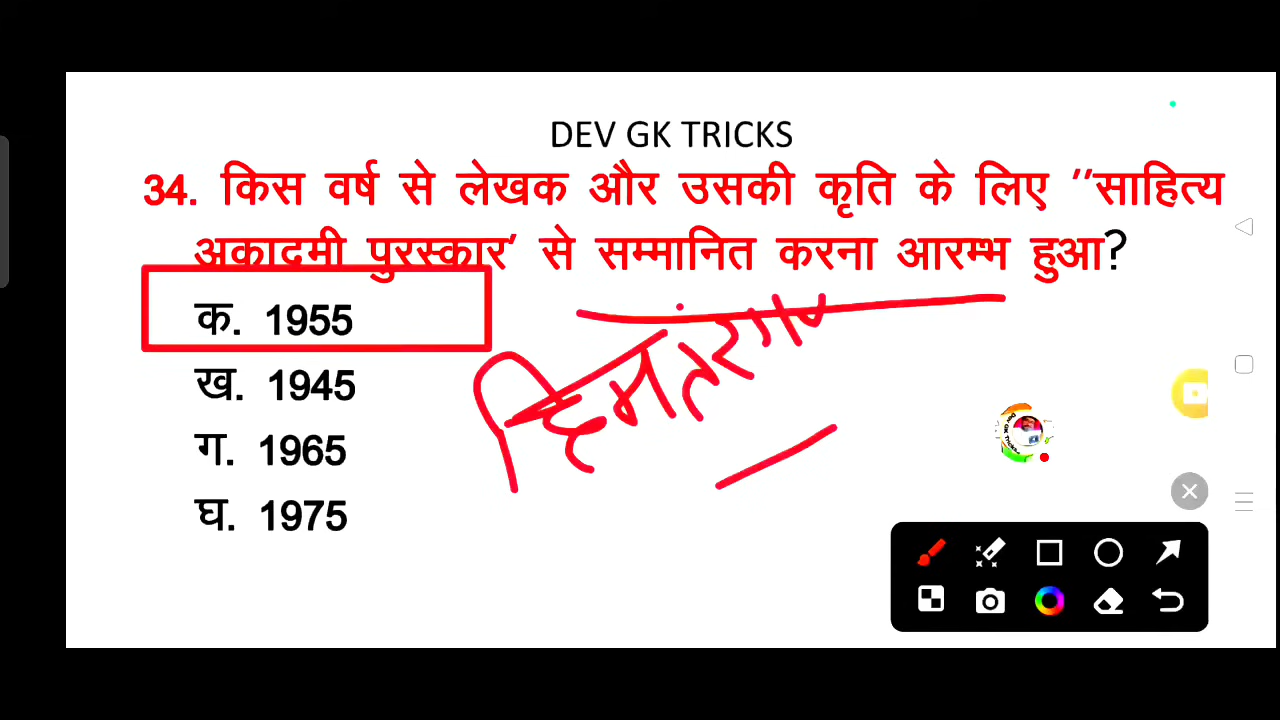 DEV GK TRICKS
34. किस वर्ष से लेखक और उसकी कृति के लिए ''साहित्य
अकादमी पुरस्कार' से सम्मानित करना आरम्भ हुआ?
क. 1955
ख. 1945
ग. 1965
घ. 1975